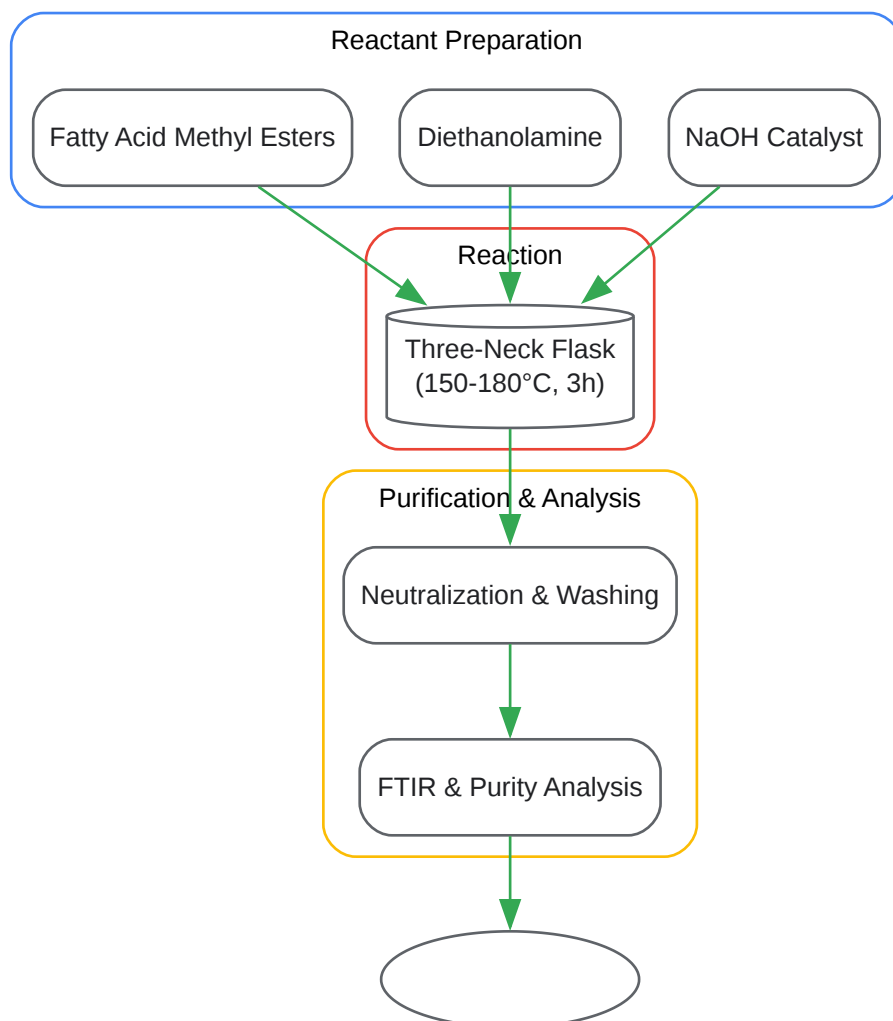 Reactant Preparation
Fatty Acid Methyl Esters
Diethanolamine
NaOH Catalyst
Reaction
Three-Neck Flask
(150-180°C, 3h)
Purification & Analysis
Neutralization & Washing
FTIR & Purity Analysis